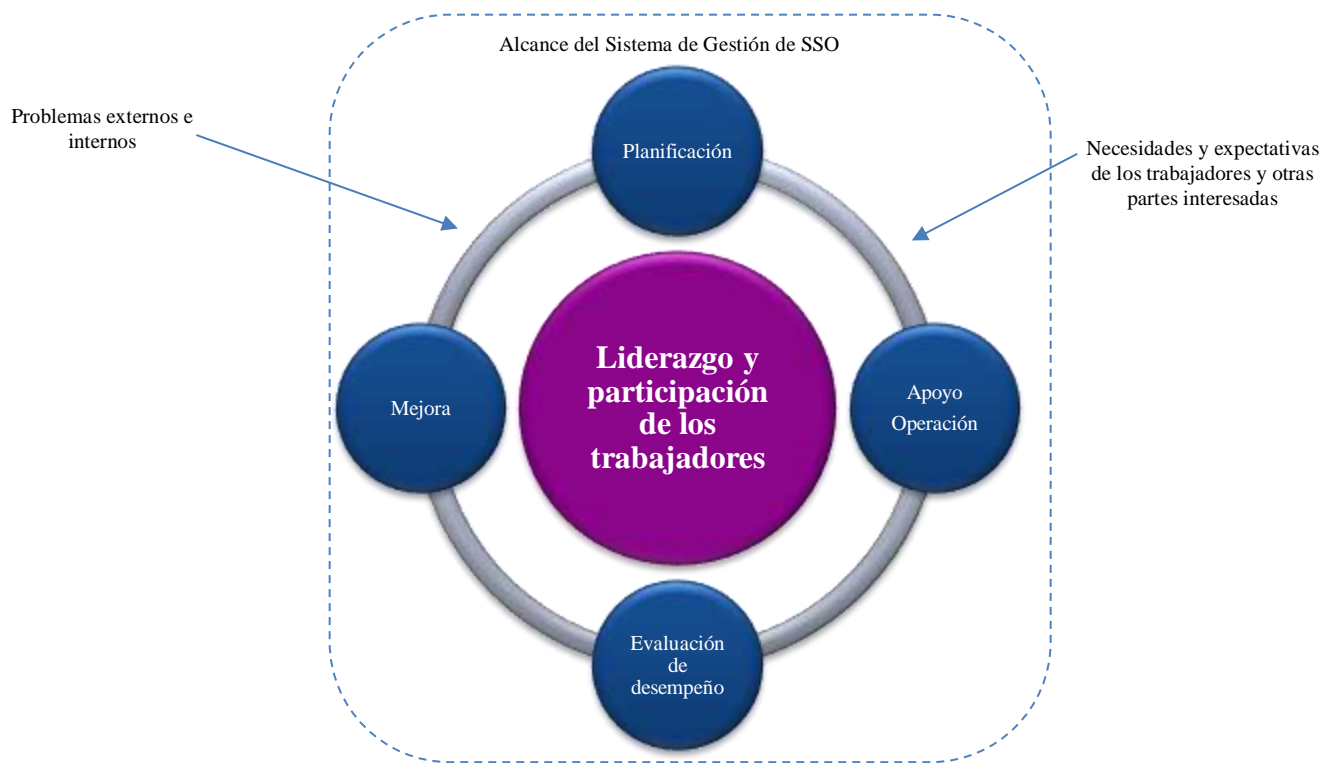 Alcance del Sistema de Gestión de SSO
Problemas externos e
internos
Planificación
Necesidades y expectativas
de los trabajadores y otras
partes interesadas
Liderazgo y
participación
de los
trabajadores
Mejora
Apoyo
Operación
Evaluación
de
desempeño